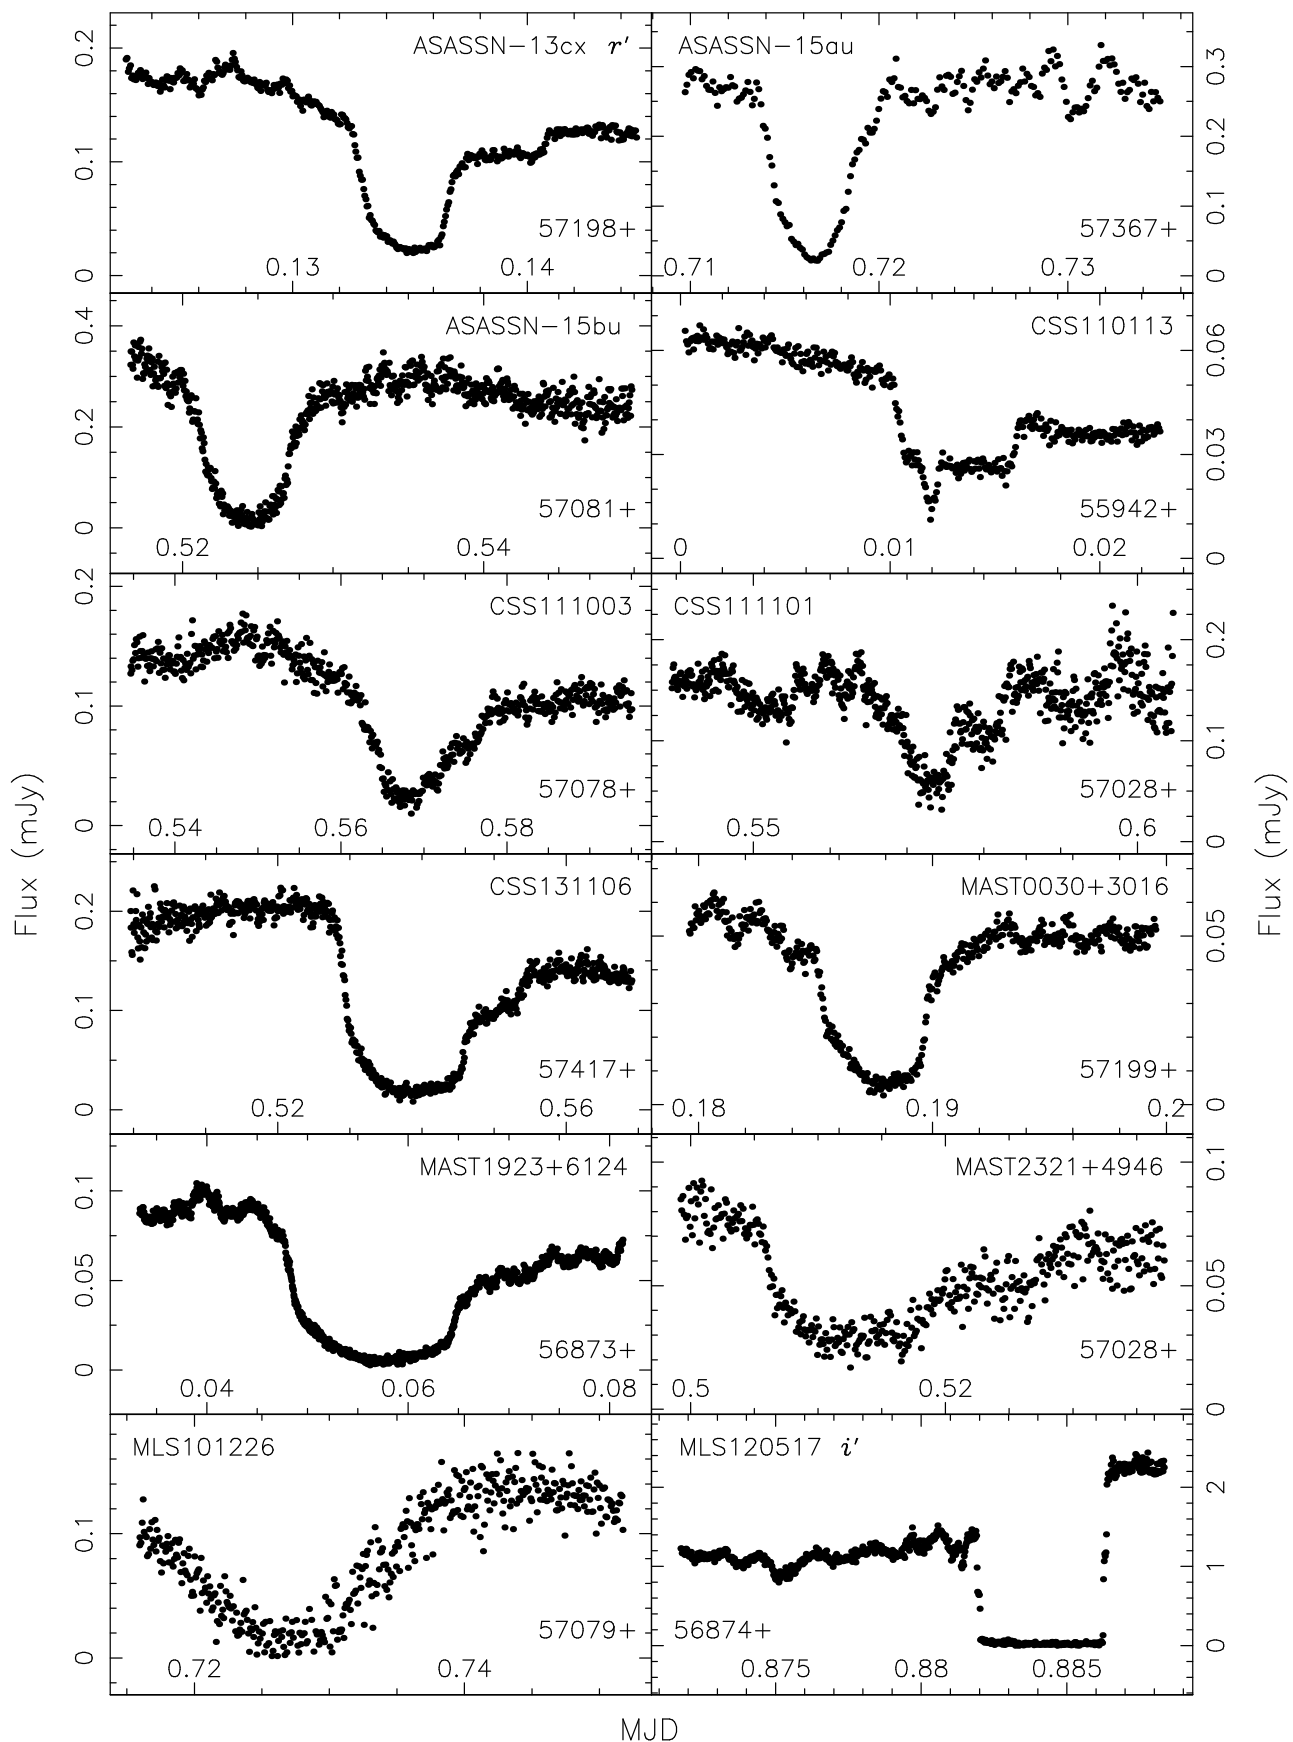 ASASSN−13cx r′
0.2
0.1
0
57198+
0.13 0.14
ASASSN−15au
0.3
0.2
0.1
0
57367+
0.71 0.72 0.73
ASASSN−15bu
0.4
0.2
0
57081+
0.52 0.54
CSS110113
0.06
0.03
0
55942+
0 0.01 0.02
CSS111003
0.2
0.1
0
57078+
0.54 0.56 0.58
CSS111101
0.2
0.1
0
57028+
0.55 0.6
Flux (mJy)
Flux (mJy)
CSS131106
0.2
0.1
0
57417+
0.52 0.56
MAST0030+3016
0.05
0
57199+
0.18 0.19 0.2
MAST1923+6124
0.1
0.05
0
56873+
0.04 0.06 0.08
MAST2321+4946
0.1
0.05
0
57028+
0.5 0.52
MLS101226
0.1
0
57079+
0.72 0.74
MLS120517 i′
2
1
0
56874+
0.875 0.88 0.885
MJD